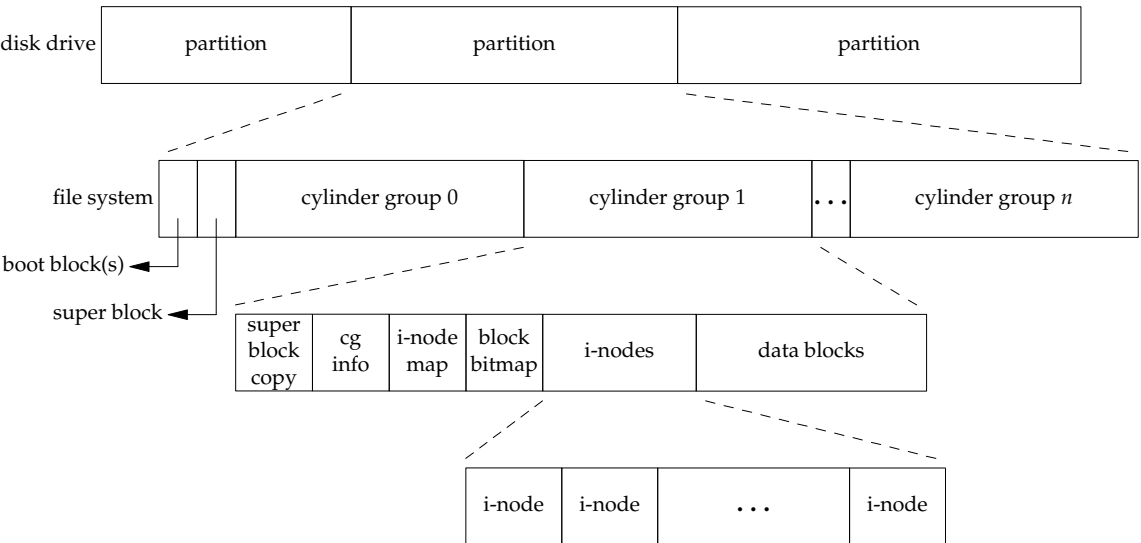 disk drive
partition
partition
partition
file system
cylinder group 0
cylinder group 1
...
cylinder group n
boot block(s)
super block
super
block
copy
cg
info
i-node
map
block
bitmap
i-nodes
data blocks
i-node
i-node
...
i-node